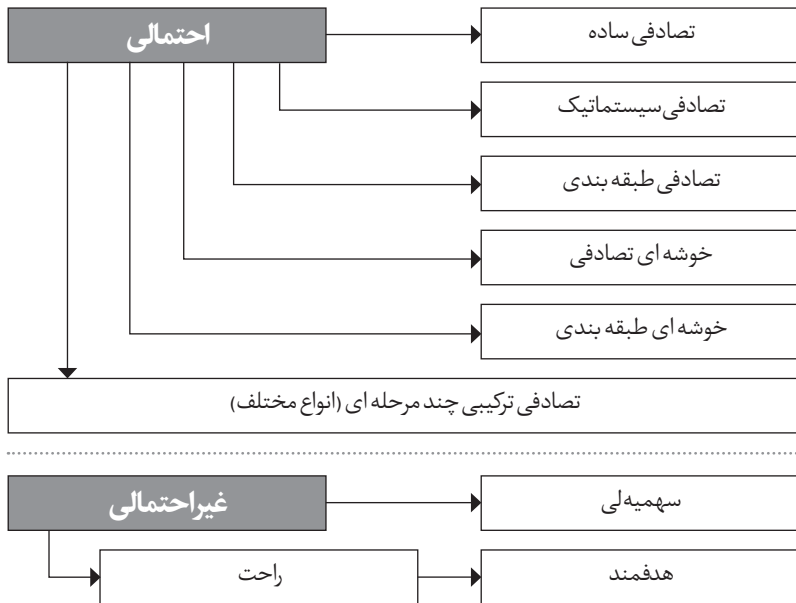 احتمالی
تصادفی ساده
تصادفی سیستماتیک
تصادفی طبقه بندی
خوشه ای تصادفی
خوشه ای طبقه بندی
تصادفی ترکیبی چند مرحله ای (انواع مختلف)
غیراحتمالی
سهمیه‌لی
راحت
هدفمند